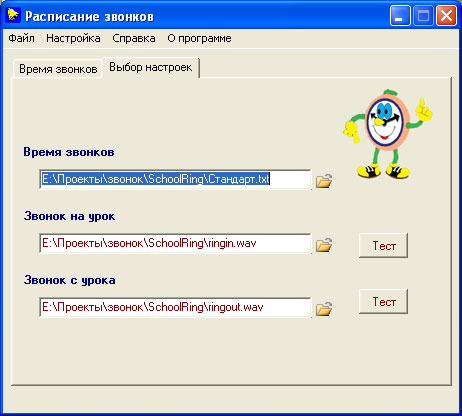 Расписание звонков
Файл Настройка Справка О программе
Время звонков Выбор настроек
Время звонков
E:\Проекты\звонок\SchoolRing\Стандарт.txt
Звонок на урок
E:\Проекты\звонок\SchoolRing\ringin.wav
Тест
Звонок с урока
E:\Проекты\звонок\SchoolRing\ringout.wav
Тест